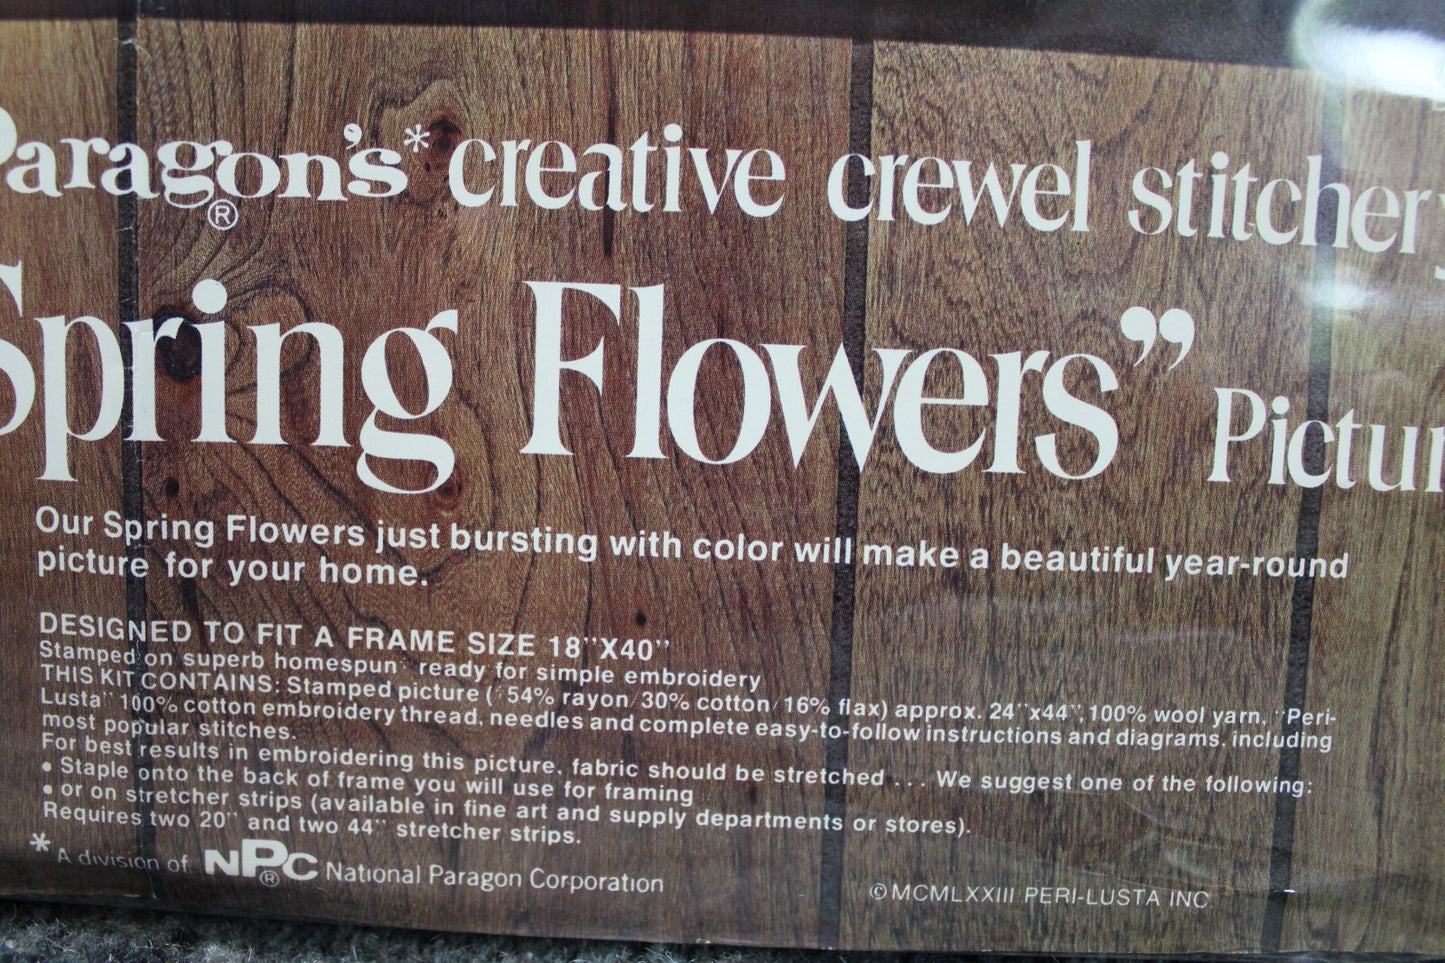 Paragon's* creative crewel stitchery
®
Spring Flowers” Pictur
Our Spring Flowers just bursting with color will make a beautiful year-round
picture for your home.
DESIGNED TO FIT A FRAME SIZE 18"X40"
Stamped on superb homespun* ready for simple embroidery
THIS KIT CONTAINS: Stamped picture (*54% rayon/30% cotton/16% flax) approx. 24"x44", 100% wool yarn, "Peri-
Lusta" 100% cotton embroidery thread, needles and complete easy-to-follow instructions and diagrams, including
most popular stitches.
For best results in embroidering this picture, fabric should be stretched . . . We suggest one of the following:
• Staple onto the back of frame you will use for framing
• or on stretcher strips (available in fine art and supply departments or stores).
Requires two 20" and two 44" stretcher strips.
* A division of NPC® National Paragon Corporation
©MCMLXXIII PERI-LUSTA INC